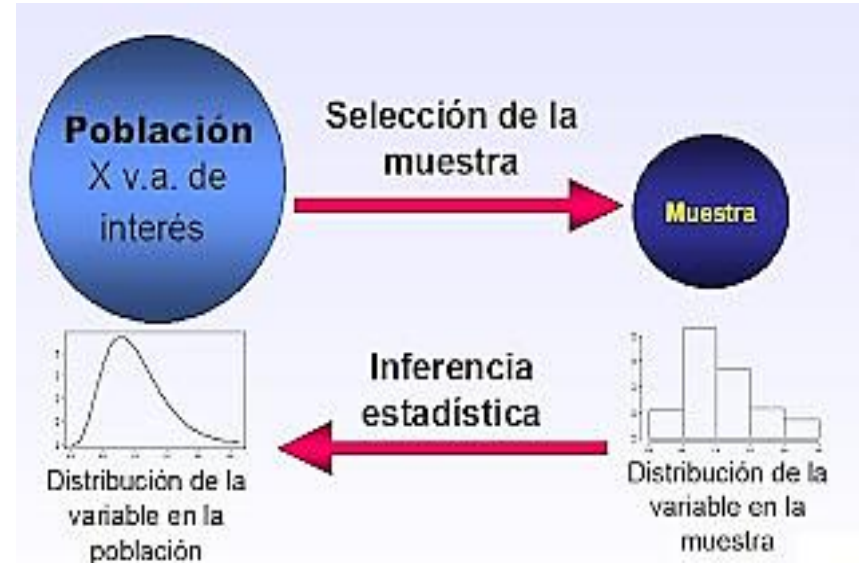 Población
X v.a. de
interés
Selección de la
muestra
Muestra
Inferencia
estadística
Distribución de la
variable en la
población
Distribución de la
variable en la
muestra